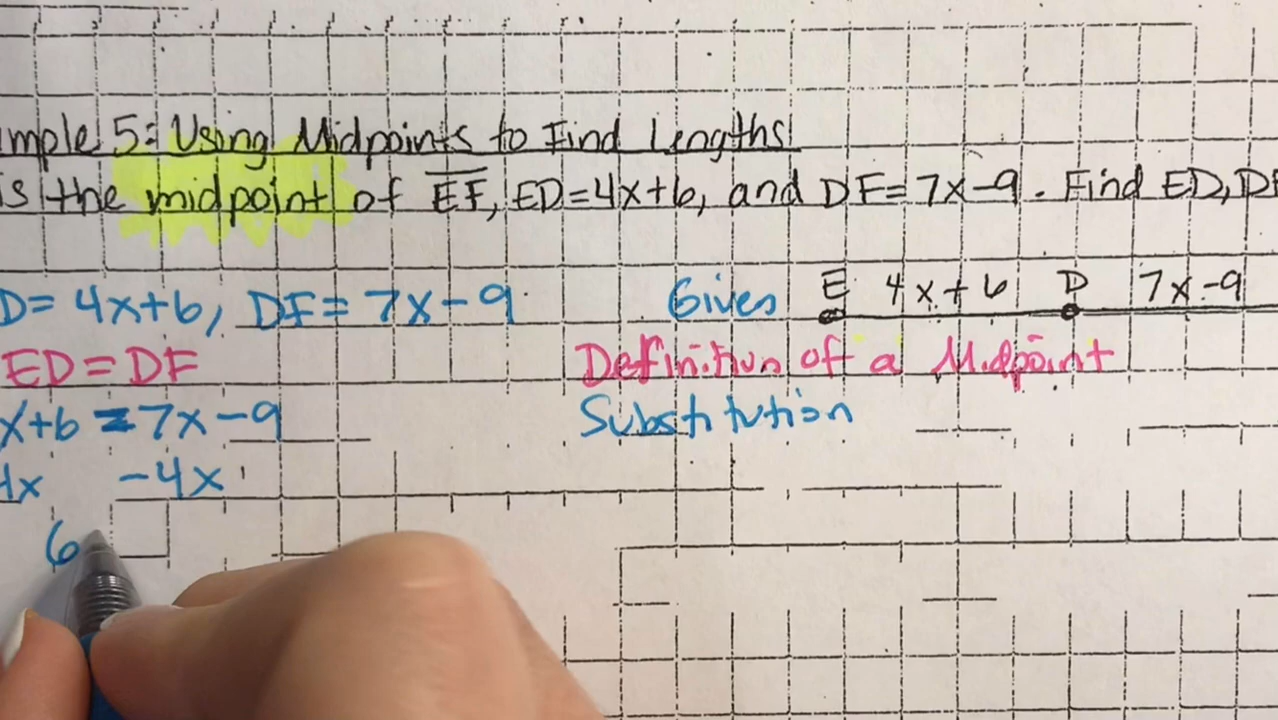 mple 5: Using Midpoints to Find Lengths
is the midpoint of EF, ED=4x+6, and DF=7x-9. Find ED, DF
D=4x+6, DF=7x-9 Given E 4x+6 D 7x-9
ED=DF Definition of a Midpoint
x+6=7x-9 Substitution
4x -4x
6